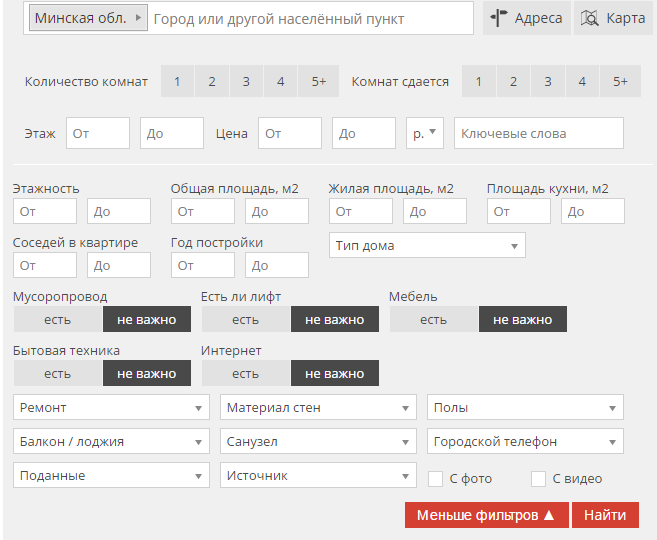 Минская обл. Город или другой населённый пункт Адреса Карта
Количество комнат 1 2 3 4 5+ Комнат сдается 1 2 3 4 5+
Этаж От До Цена От До р. Ключевые слова
Этажность Общая площадь, м2 Жилая площадь, м2 Площадь кухни, м2
От До От До От До От До
Соседей в квартире Год постройки Тип дома
От До От До
Мусоропровод Есть ли лифт Мебель
есть не важно есть не важно есть не важно
Бытовая техника Интернет
есть не важно есть не важно
Ремонт Материал стен Полы
Балкон / лоджия Санузел Городской телефон
Поданные Источник С фото С видео
Меньше фильтров ▲ Найти